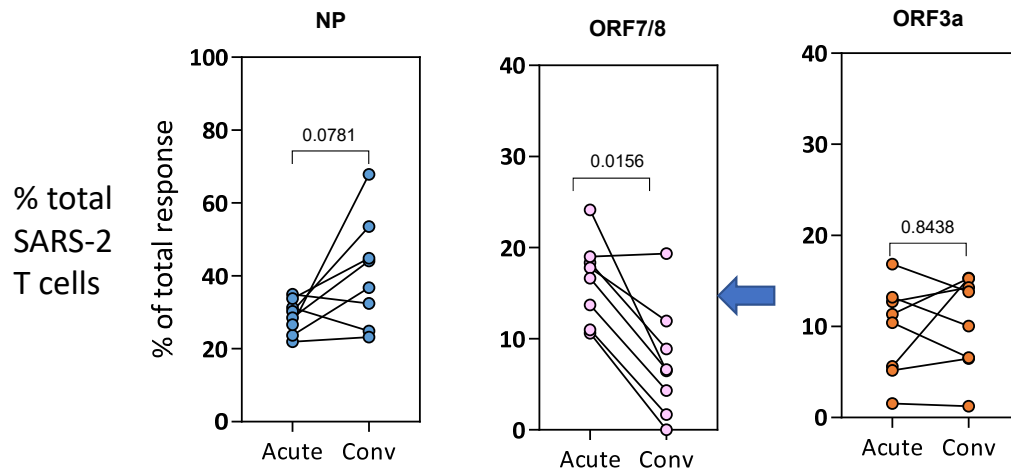 % total
SARS-2
T cells
% of total response
NP
100
80
60
40
20
0
0.0781
Acute Conv
ORF7/8
40
30
20
10
0
0.0156
Acute Conv
ORF3a
40
30
20
10
0
0.8438
Acute Conv